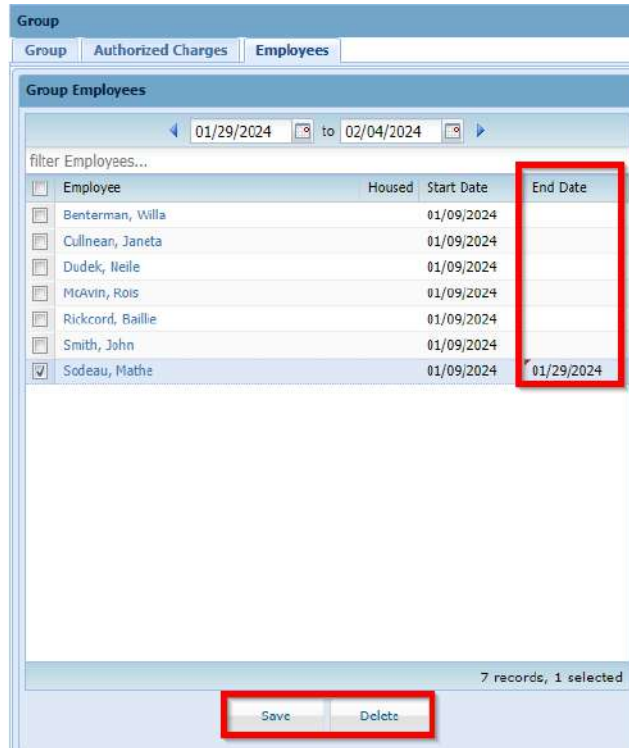 Group
Group Authorized Charges Employees
Group Employees
01/29/2024 to 02/04/2024
filter Employees...
Employee Housed Start Date End Date
Benterman, Willa 01/09/2024
Cullnean, Janeta 01/09/2024
Dudek, Neile 01/09/2024
McAvin, Rois 01/09/2024
Rickcord, Baillie 01/09/2024
Smith, John 01/09/2024
Sodeau, Mathe 01/09/2024 01/29/2024
7 records, 1 selected
Save Delete